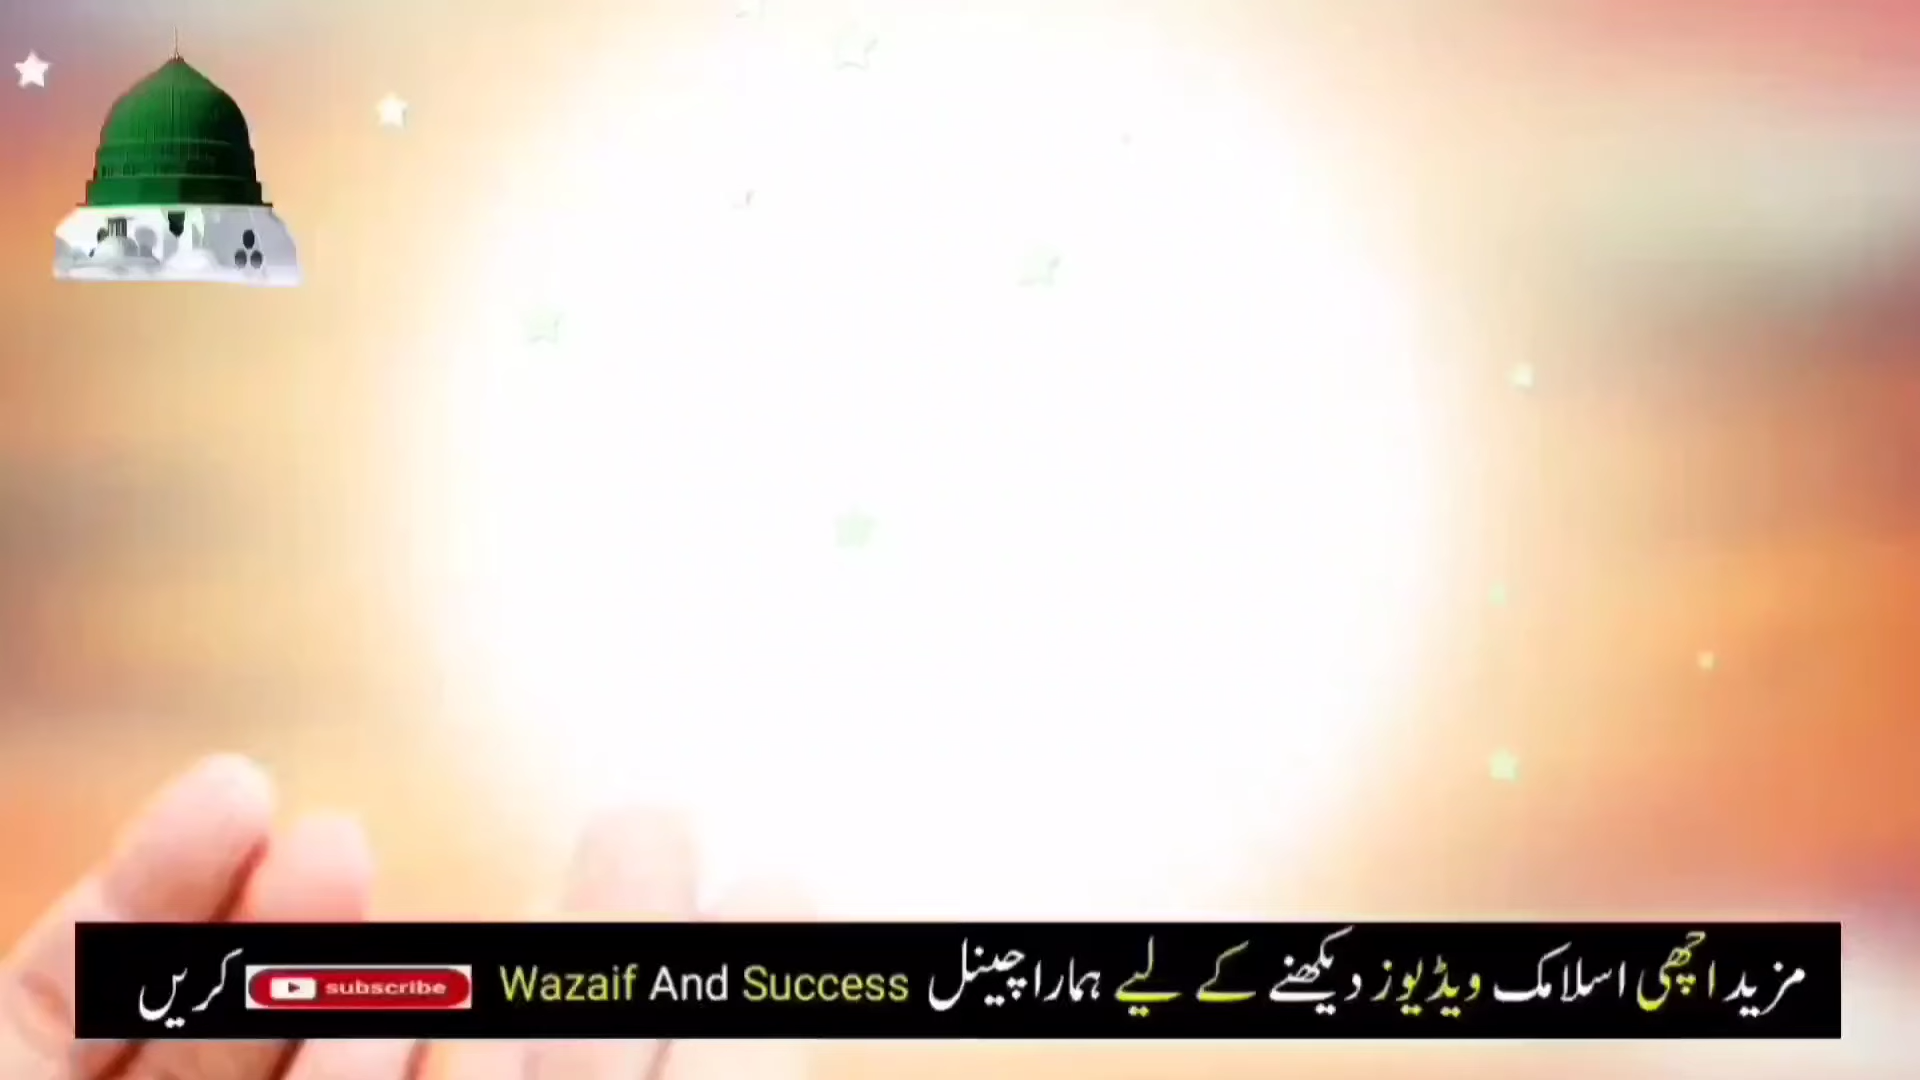 مزید اچھی اسلامک ویڈیوز دیکھنے کے لیے ہمارا چینل Wazaif And Success subscribe کریں